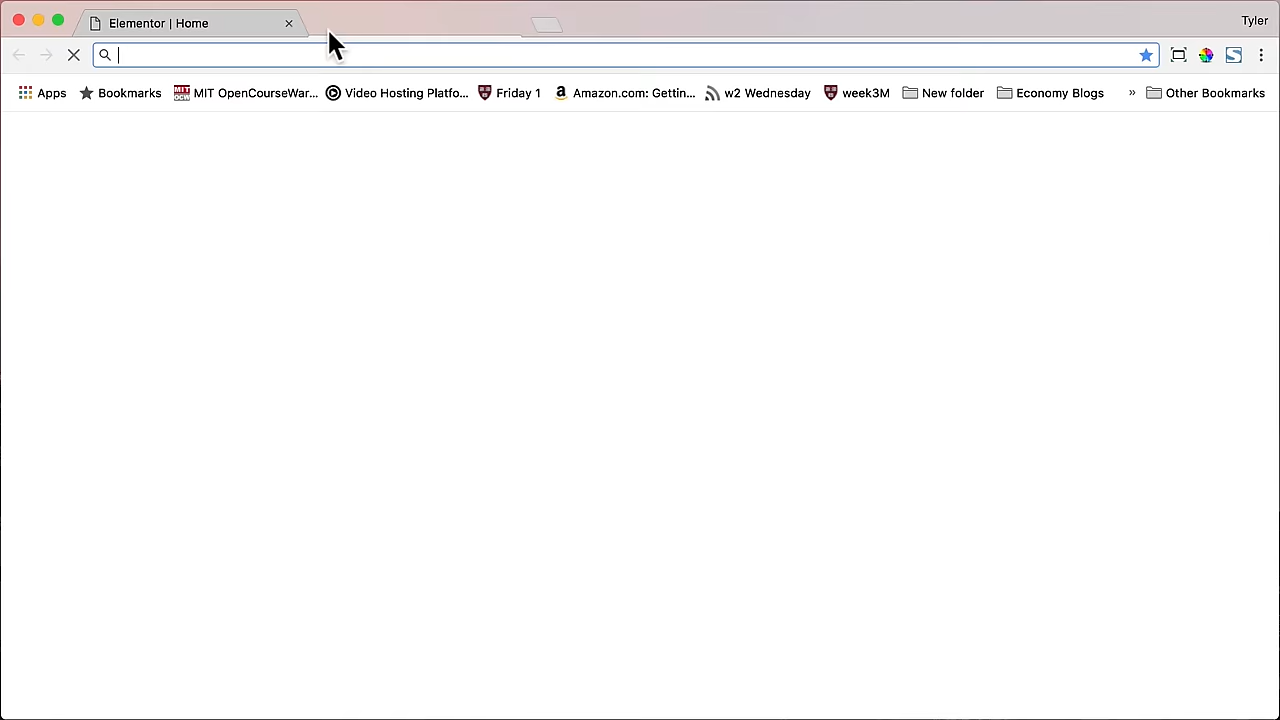 Elementor | Home
Tyler
Apps Bookmarks MIT OpenCourseWar... Video Hosting Platfo... Friday 1 Amazon.com: Gettin... w2 Wednesday week3M New folder Economy Blogs » Other Bookmarks